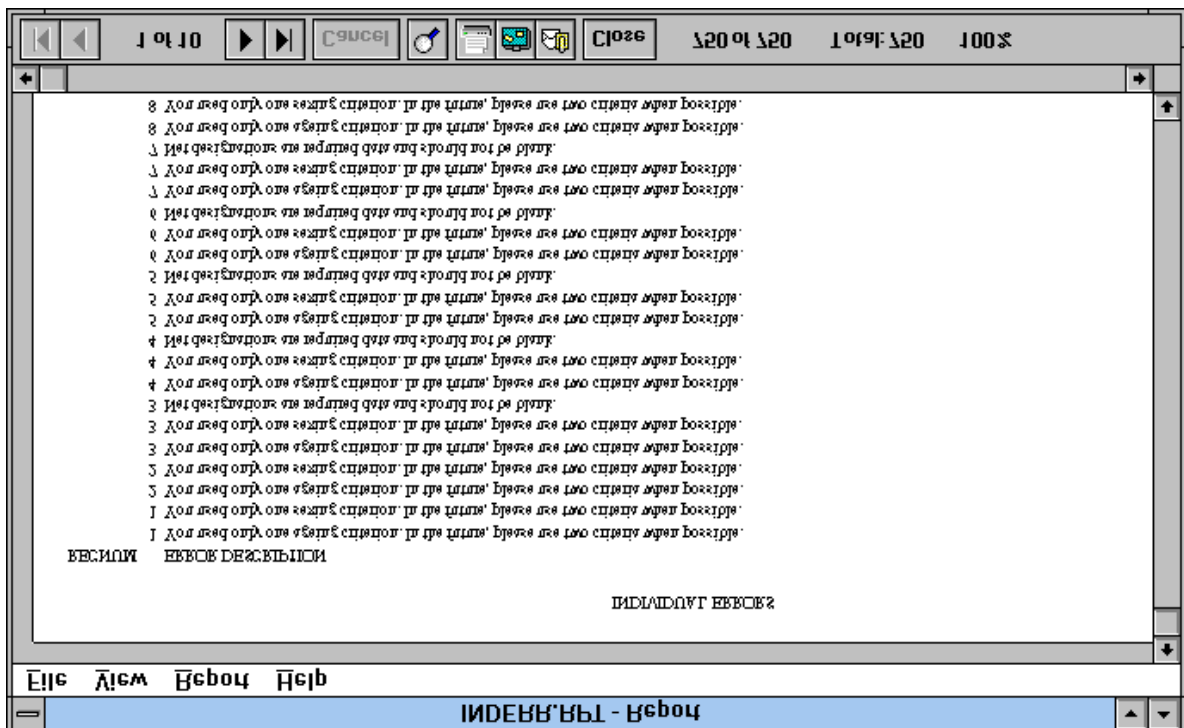 INDERR.RPT - Report
File View Report Help
INDIVIDUAL ERRORS
RECNUM ERROR DESCRIPTION
1 You used only one ageing criterion. In the future, please use two criteria when possible.
1 You used only one sexing criterion. In the future, please use two criteria when possible.
2 You used only one ageing criterion. In the future, please use two criteria when possible.
2 You used only one sexing criterion. In the future, please use two criteria when possible.
3 You used only one ageing criterion. In the future, please use two criteria when possible.
3 You used only one sexing criterion. In the future, please use two criteria when possible.
3 Net designations are required data and should not be blank.
4 You used only one ageing criterion. In the future, please use two criteria when possible.
4 You used only one sexing criterion. In the future, please use two criteria when possible.
4 Net designations are required data and should not be blank.
5 You used only one ageing criterion. In the future, please use two criteria when possible.
5 You used only one sexing criterion. In the future, please use two criteria when possible.
5 Net designations are required data and should not be blank.
6 You used only one ageing criterion. In the future, please use two criteria when possible.
6 You used only one sexing criterion. In the future, please use two criteria when possible.
6 Net designations are required data and should not be blank.
7 You used only one ageing criterion. In the future, please use two criteria when possible.
7 You used only one sexing criterion. In the future, please use two criteria when possible.
7 Net designations are required data and should not be blank.
8 You used only one ageing criterion. In the future, please use two criteria when possible.
8 You used only one sexing criterion. In the future, please use two criteria when possible.
1 of 10 Cancel Close 750 of 750 Total: 750 100%